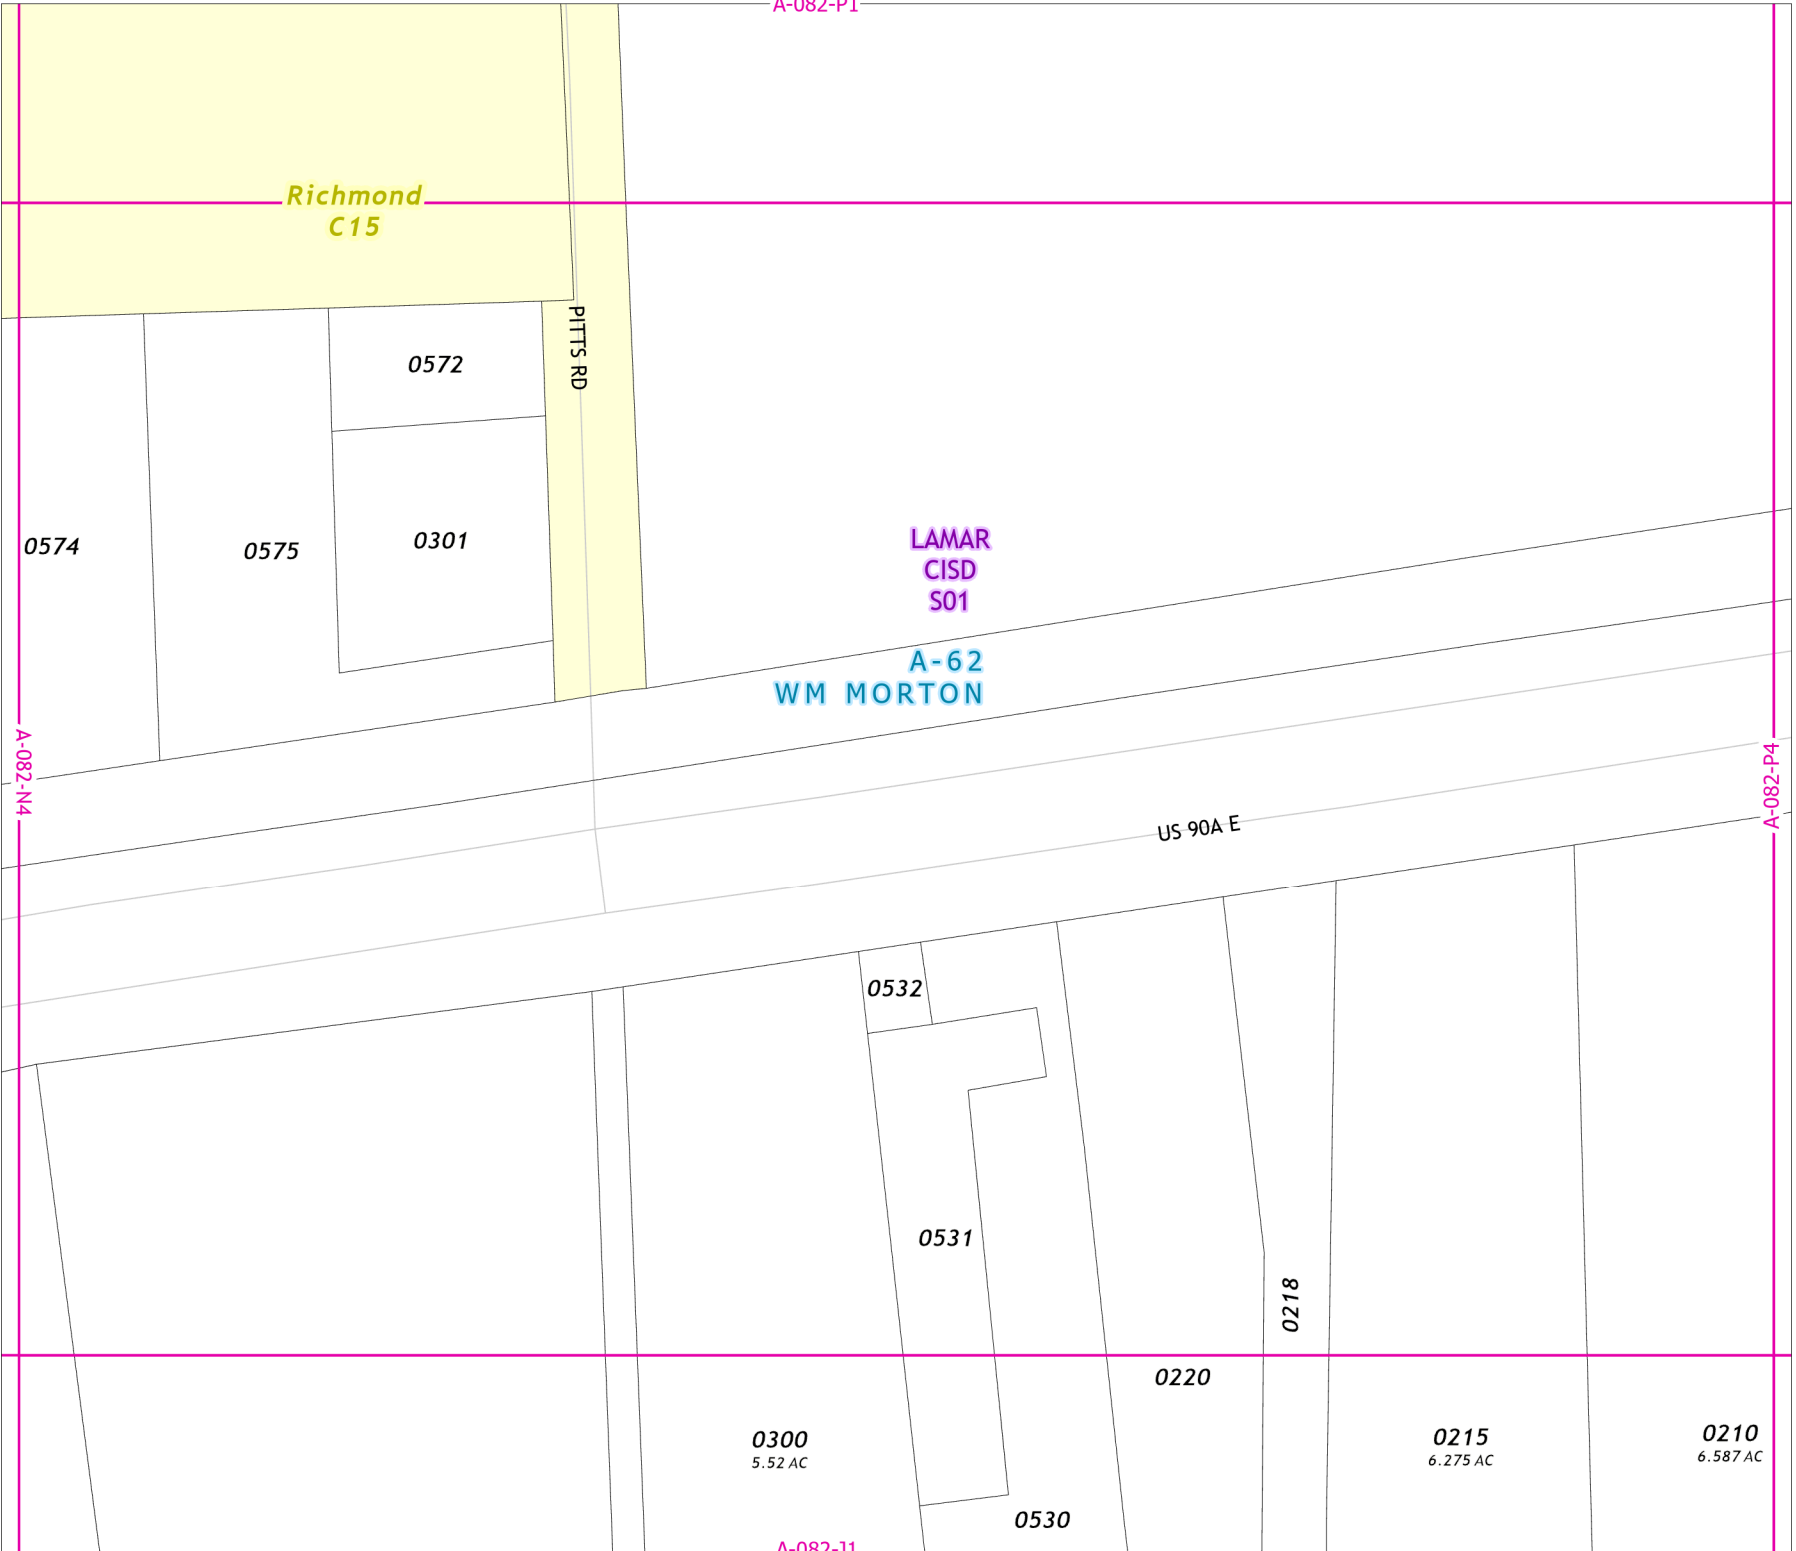 A-082-P1
Richmond
C15
PITTS RD
0572
0574
0575
0301
LAMAR
CISD
S01
A-62
WM MORTON
A-082-N4
A-082-P4
US 90A E
0532
0531
0218
0220
0300
5.52 AC
0215
6.275 AC
0210
6.587 AC
0530
A-082-J1